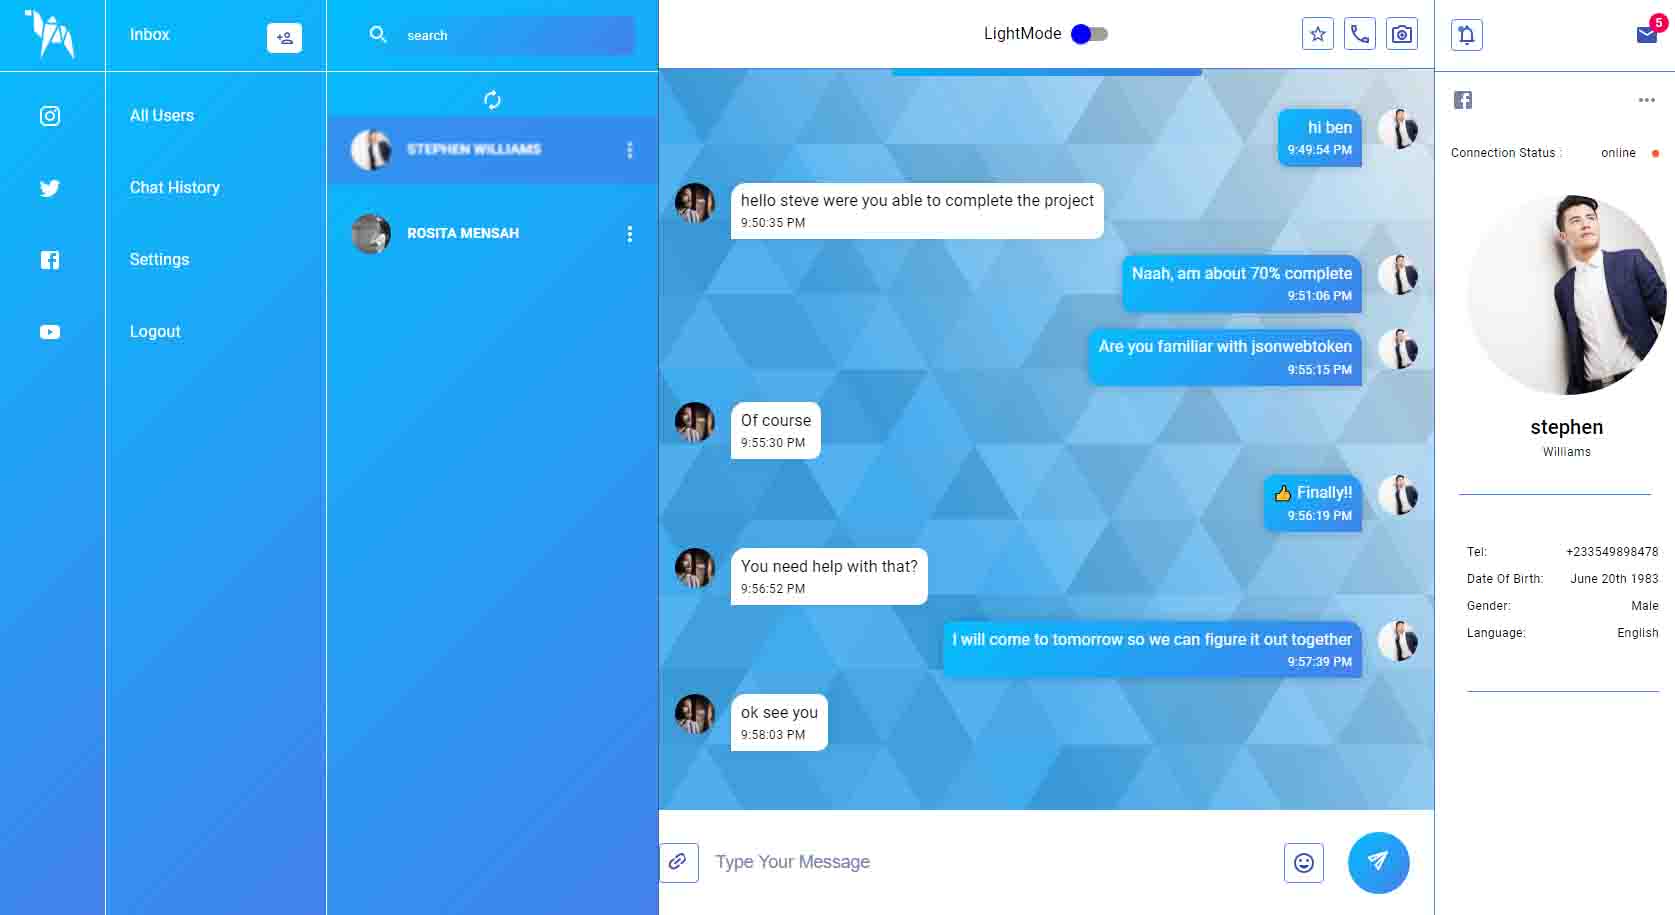 Inbox
search
LightMode
5
All Users
Chat History
Settings
Logout
STEPHEN WILLIAMS
ROSITA MENSAH
hi ben
9:49:54 PM
hello steve were you able to complete the project
9:50:35 PM
Naah, am about 70% complete
9:51:06 PM
Are you familiar with jsonwebtoken
9:55:15 PM
Of course
9:55:30 PM
👍 Finally!!
9:56:19 PM
You need help with that?
9:56:52 PM
I will come to tomorrow so we can figure it out together
9:57:39 PM
ok see you
9:58:03 PM
Type Your Message
Connection Status : online
stephen
Williams
Tel: +233549898478
Date Of Birth: June 20th 1983
Gender: Male
Language: English